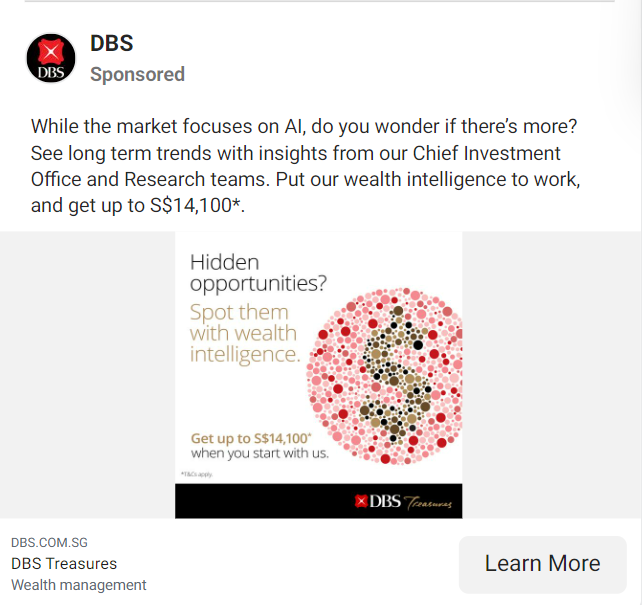 DBS
DBS
Sponsored
While the market focuses on AI, do you wonder if there's more?
See long term trends with insights from our Chief Investment
Office and Research teams. Put our wealth intelligence to work,
and get up to S$14,100*.
Hidden
opportunities?
Spot them
with wealth
intelligence.
Get up to S$14,100*
when you start with us.
*T&Cs apply.
DBS Treasures
DBS.COM.SG
DBS Treasures
Wealth management
Learn More